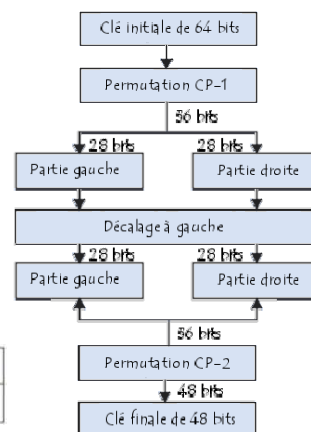 Clé initiale de 64 bits
Permutation CP-1
56 bits
28 bits 28 bits
Partie gauche Partie droite
Décalage à gauche
28 bits 28 bits
Partie gauche Partie droite
56 bits
Permutation CP-2
48 bits
Clé finale de 48 bits